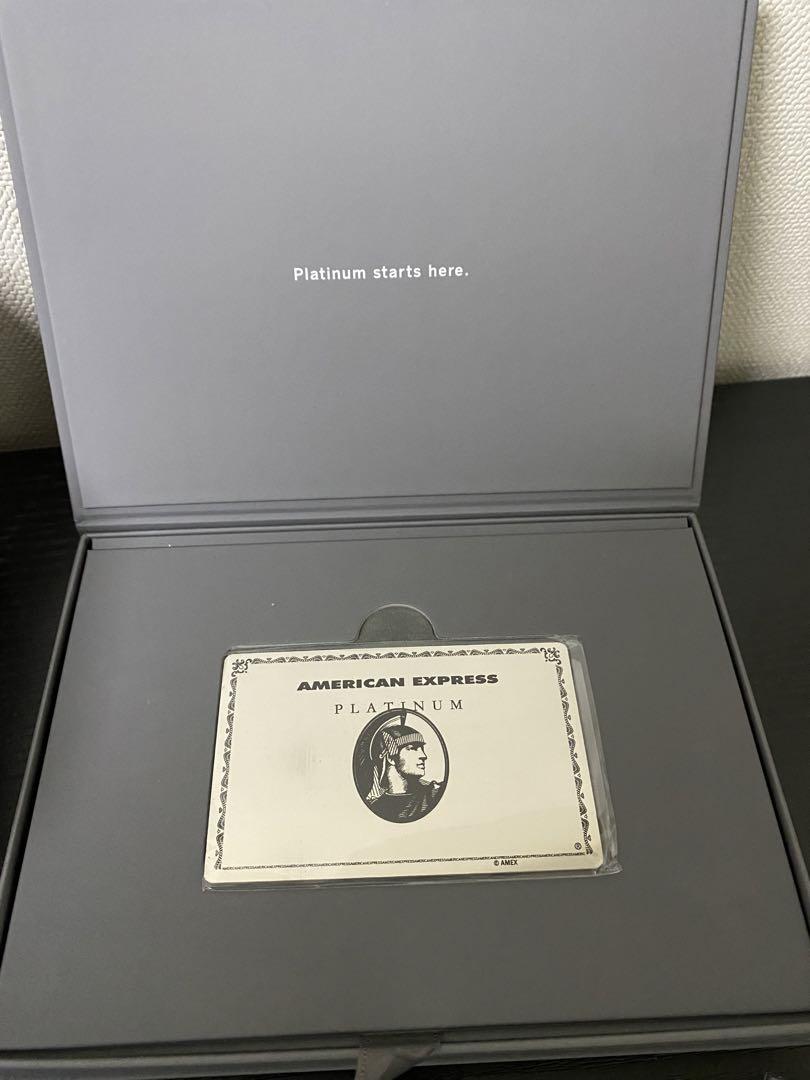 Platinum starts here.
AMERICAN EXPRESS
PLATINUM
®
© AMEX